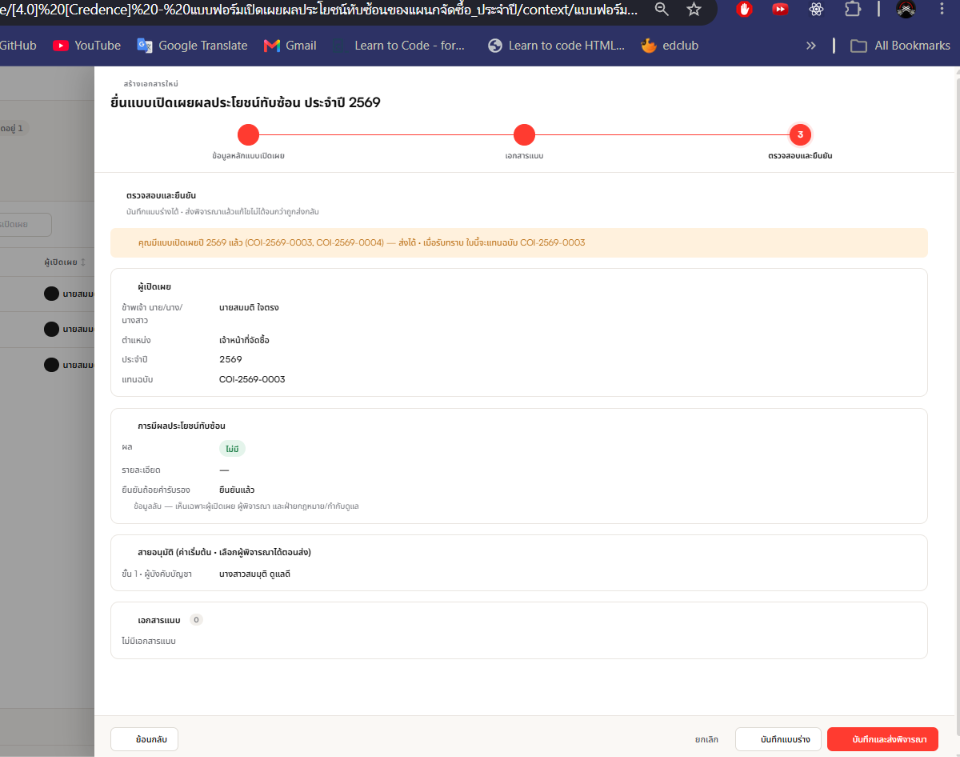 e/[4.0]%20[Credence]%20-%20แบบฟอร์มเปิดเผยผลประโยชน์ทับซ้อนของแผนกจัดซื้อ_ประจำปี/context/แบบฟอร์ม...
GitHub YouTube Google Translate Gmail Learn to Code - for... Learn to code HTML... edclub » All Bookmarks
สร้างเอกสารใหม่
ยื่นแบบเปิดเผยผลประโยชน์ทับซ้อน ประจำปี 2569
3
ข้อมูลหลักแบบเปิดเผย เอกสารแนบ ตรวจสอบและยืนยัน
ตรวจสอบและยืนยัน
บันทึกแบบร่างได้ • ส่งพิจารณาแล้วแก้ไขไม่ได้จนกว่าถูกส่งกลับ
คุณมีแบบเปิดเผยปี 2569 แล้ว (COI-2569-0003, COI-2569-0004) — ส่งได้ • เมื่อรับทราบ ใบนี้จะแทนฉบับ COI-2569-0003
ผู้เปิดเผย
ข้าพเจ้า นาย/นาง/นางสาว นายสมมติ ใจตรง
ตำแหน่ง เจ้าหน้าที่จัดซื้อ
ประจำปี 2569
แทนฉบับ COI-2569-0003
การมีผลประโยชน์ทับซ้อน
ผล ไม่มี
รายละเอียด —
ยืนยันถ้อยคำรับรอง ยืนยันแล้ว
ข้อมูลลับ — เห็นเฉพาะผู้เปิดเผย ผู้พิจารณา และฝ่ายกฎหมาย/กำกับดูแล
สายอนุมัติ (ค่าเริ่มต้น • เลือกผู้พิจารณาได้ตอนส่ง)
ขั้น 1 • ผู้บังคับบัญชา นางสาวสมมุติ ดูแลดี
เอกสารแนบ 0
ไม่มีเอกสารแนบ
ย้อนกลับ ยกเลิก บันทึกแบบร่าง บันทึกและส่งพิจารณา
ผู้เปิดเผย
นายสมม
นายสมม
นายสมม